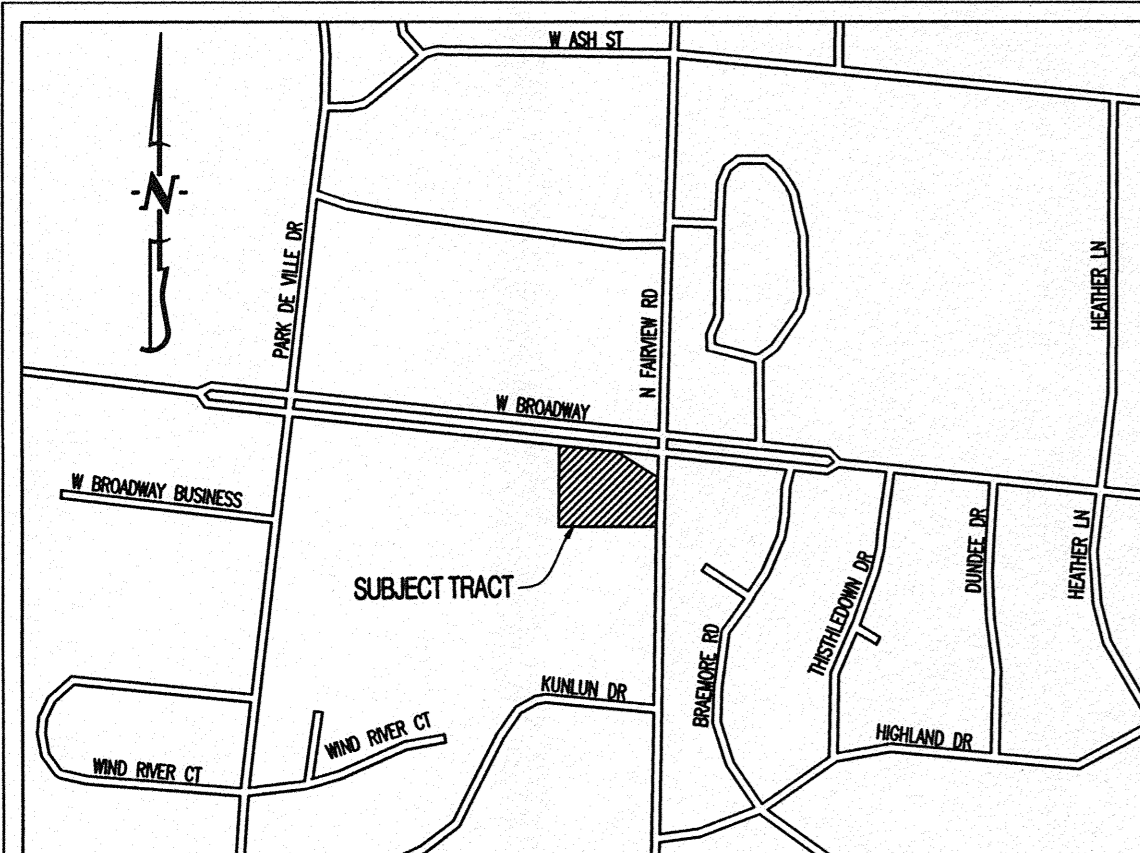 W ASH ST
-N-
PARK DE VILLE DR
N FAIRVIEW RD
HEATHER LN
W BROADWAY
W BROADWAY BUSINESS
SUBJECT TRACT
THISTHLEDOWN DR
DUNDEE DR
HEATHER LN
BRAEMORE RD
KUNLUN DR
WIND RIVER CT
HIGHLAND DR
WIND RIVER CT